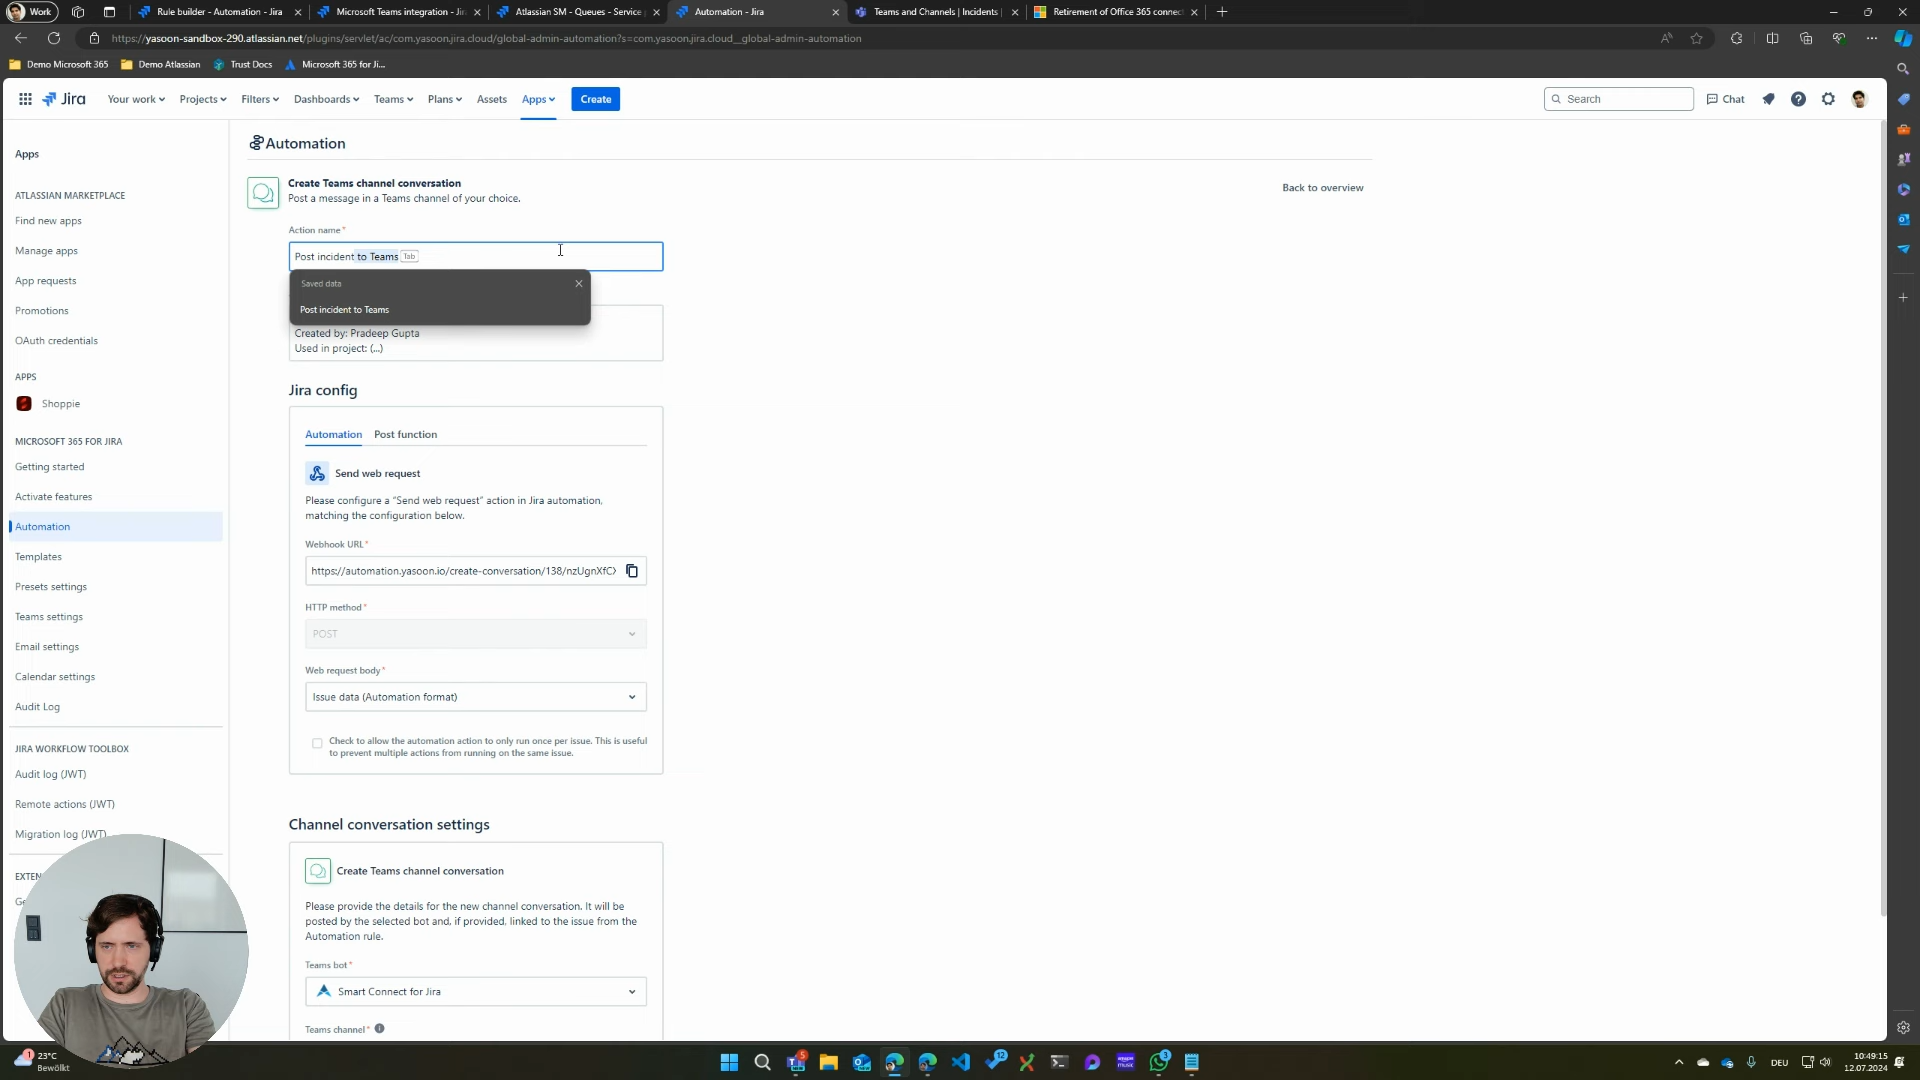 Work
Rule builder - Automation - Jira
Microsoft Teams integration - Jir
Atlassian SM - Queues - Service
Automation - Jira
Teams and Channels | Incidents
Retirement of Office 365 connect
https://yasoon-sandbox-290.atlassian.net/plugins/servlet/ac/com.yasoon.jira.cloud/global-admin-automation?s=com.yasoon.jira.cloud__global-admin-automation
Demo Microsoft 365
Demo Atlassian
Trust Docs
Microsoft 365 for Ji...
Jira
Your work
Projects
Filters
Dashboards
Teams
Plans
Assets
Apps
Create
Search
Chat
Apps
ATLASSIAN MARKETPLACE
Find new apps
Manage apps
App requests
Promotions
OAuth credentials
APPS
Shoppie
MICROSOFT 365 FOR JIRA
Getting started
Activate features
Automation
Templates
Presets settings
Teams settings
Email settings
Calendar settings
Audit Log
JIRA WORKFLOW TOOLBOX
Audit log (JWT)
Remote actions (JWT)
Migration log (JWT)
Automation
Create Teams channel conversation
Post a message in a Teams channel of your choice.
Back to overview
Action name*
Post incident to Teams Tab
Saved data
Post incident to Teams
Created by: Pradeep Gupta
Used in project: (...)
Jira config
Automation
Post function
Send web request
Please configure a "Send web request" action in Jira automation,
matching the configuration below.
Webhook URL*
https://automation.yasoon.io/create-conversation/138/nzUgnXfC
HTTP method*
POST
Web request body*
Issue data (Automation format)
Check to allow the automation action to only run once per issue. This is useful
to prevent multiple actions from running on the same issue.
Channel conversation settings
Create Teams channel conversation
Please provide the details for the new channel conversation. It will be
posted by the selected bot and, if provided, linked to the issue from the
Automation rule.
Teams bot*
Smart Connect for Jira
Teams channel*
1
23°C
Bewölkt
5
12
3
DEU
10:49:15
12.07.2024